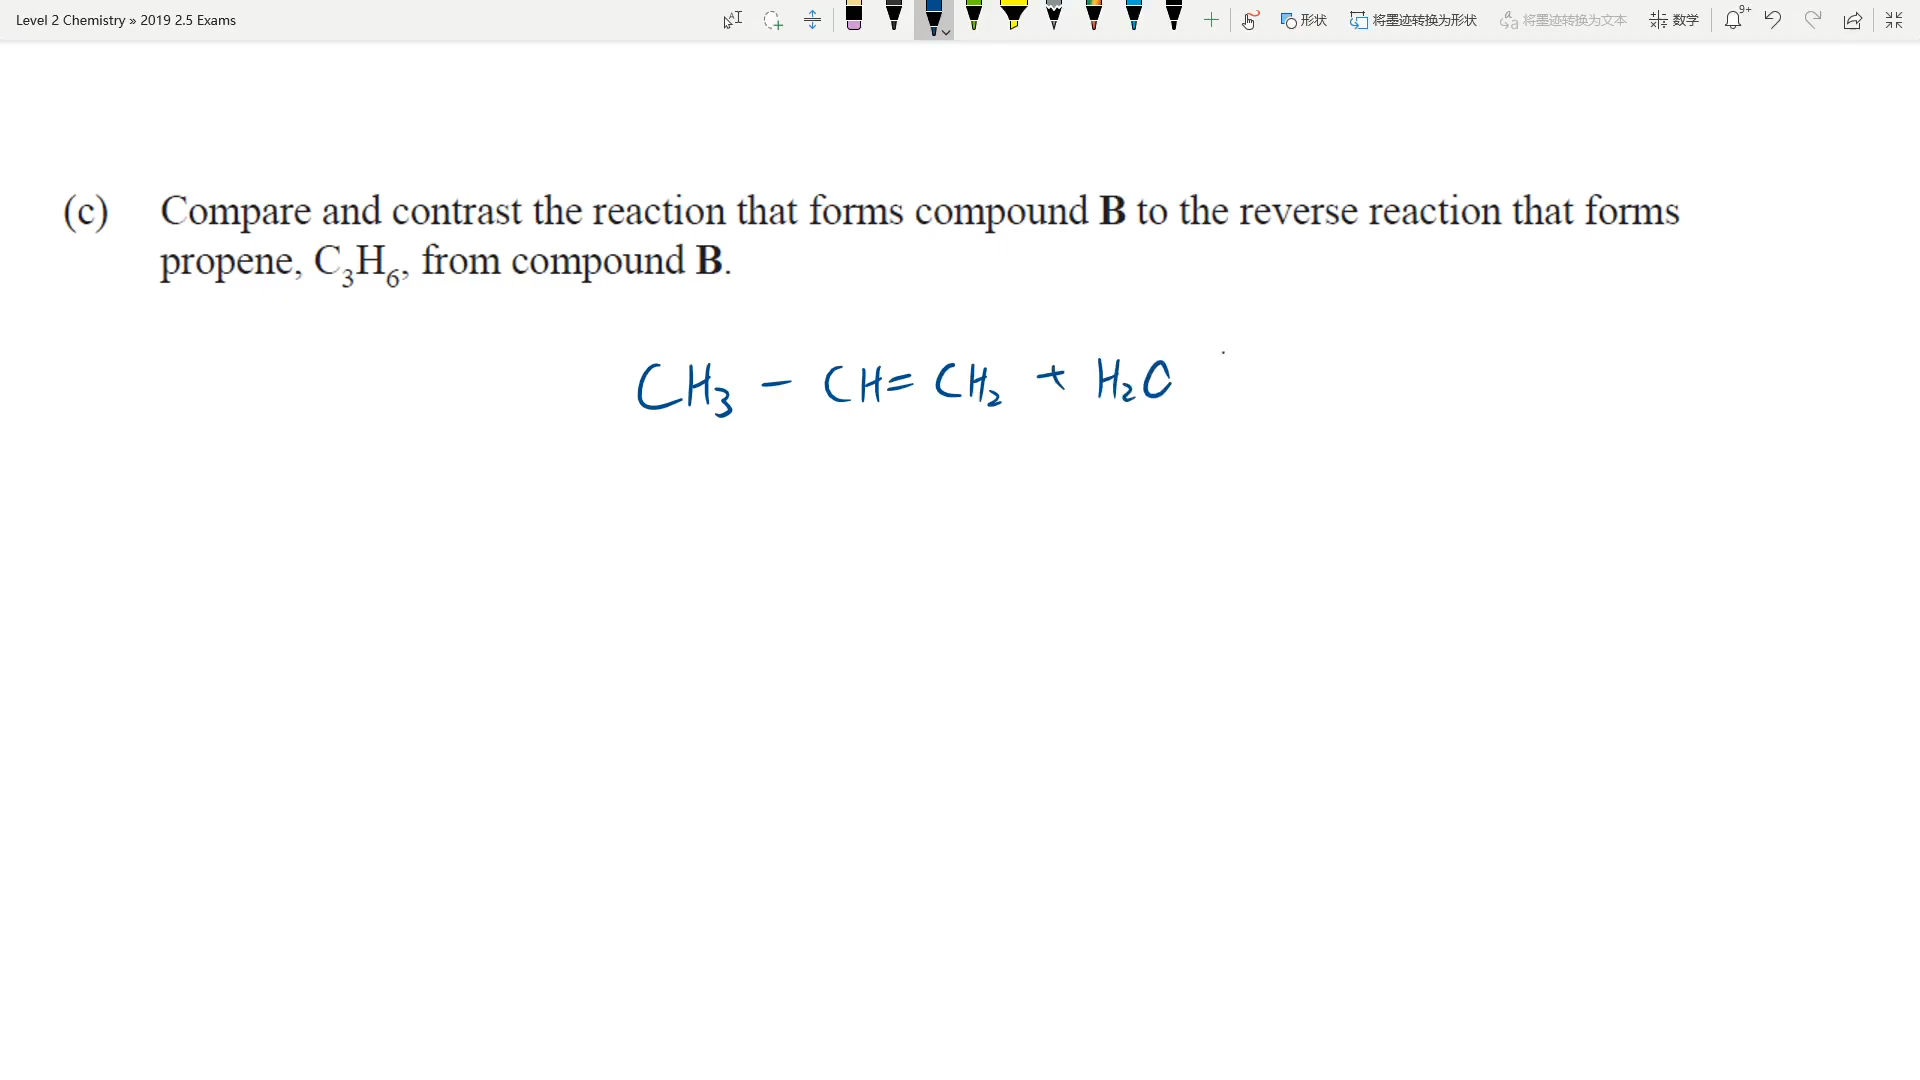 Level 2 Chemistry » 2019 2.5 Exams
形状 将墨迹转换为形状 将墨迹转换为文本 数学 9+
(c) Compare and contrast the reaction that forms compound B to the reverse reaction that forms
propene, C₃H₆, from compound B.
CH₃ - CH = CH₂ + H₂O